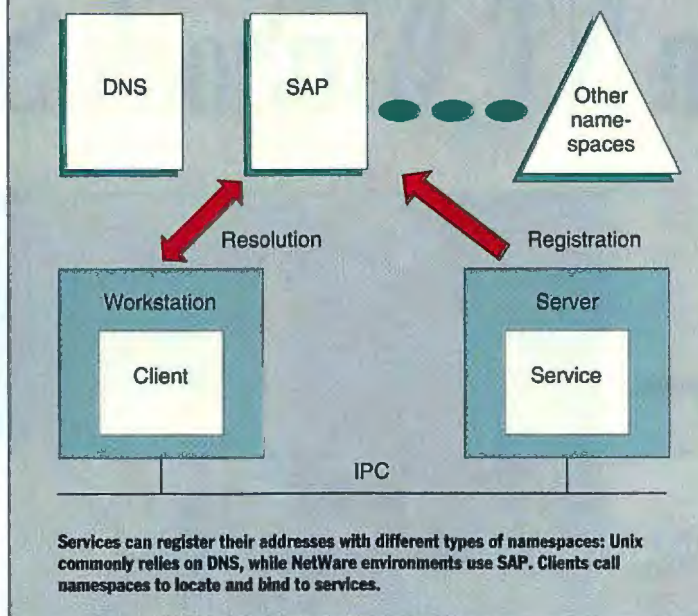 DNS
SAP
Other
name-
spaces
Resolution
Registration
Workstation
Client
Server
Service
IPC
Services can register their addresses with different types of namespaces: Unix
commonly relies on DNS, while NetWare environments use SAP. Clients call
namespaces to locate and bind to services.